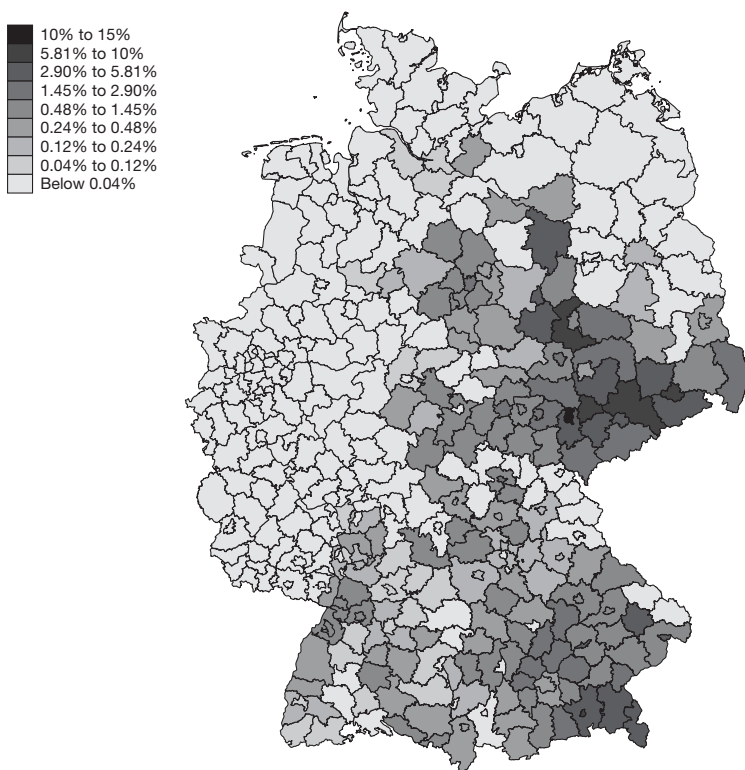 10% to 15%
5.81% to 10%
2.90% to 5.81%
1.45% to 2.90%
0.48% to 1.45%
0.24% to 0.48%
0.12% to 0.24%
0.04% to 0.12%
Below 0.04%